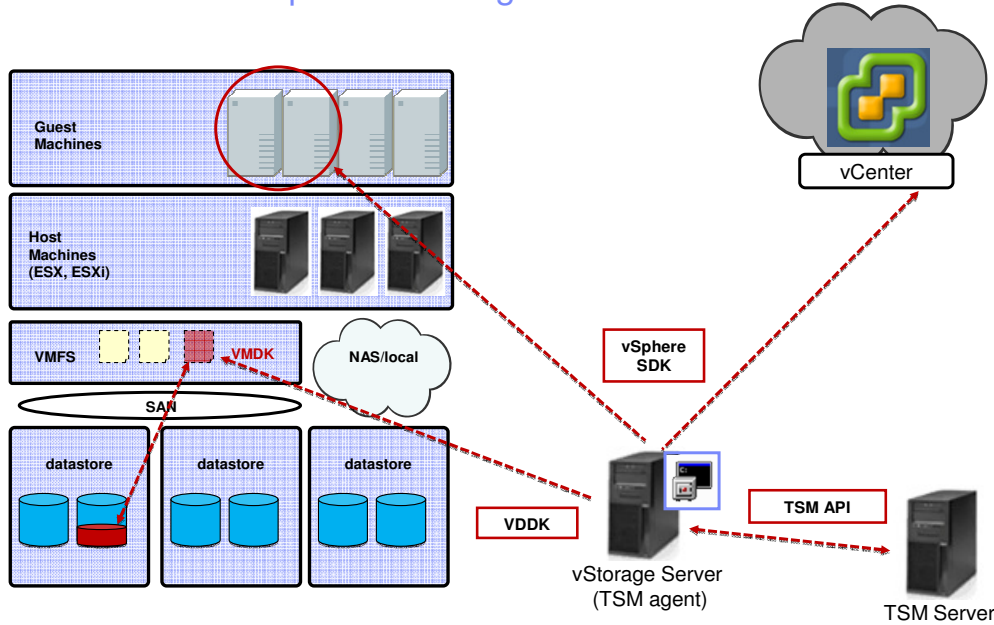 Guest
Machines
vCenter
Host
Machines
(ESX, ESXi)
VMFS
VMDK
NAS/local
vSphere
SDK
SAN
datastore
datastore
datastore
VDDK
TSM API
vStorage Server
(TSM agent)
TSM Server